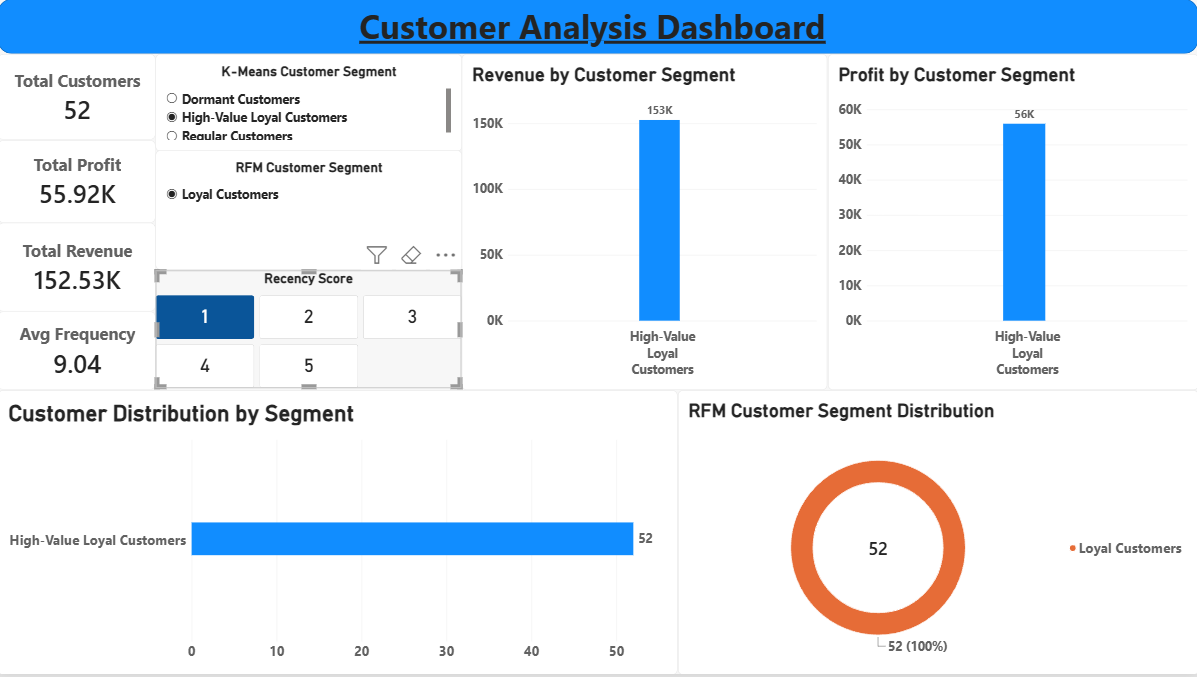 Customer Analysis Dashboard
Total Customers
52
Total Profit
55.92K
Total Revenue
152.53K
Avg Frequency
9.04
K-Means Customer Segment
Dormant Customers
High-Value Loyal Customers
Regular Customers
RFM Customer Segment
Loyal Customers
Recency Score
1 2 3
4 5
Revenue by Customer Segment
153K
150K
100K
50K
0K
High-Value
Loyal
Customers
Profit by Customer Segment
60K
56K
50K
40K
30K
20K
10K
0K
High-Value
Loyal
Customers
Customer Distribution by Segment
High-Value Loyal Customers 52
0 10 20 30 40 50
RFM Customer Segment Distribution
52
Loyal Customers
52 (100%)